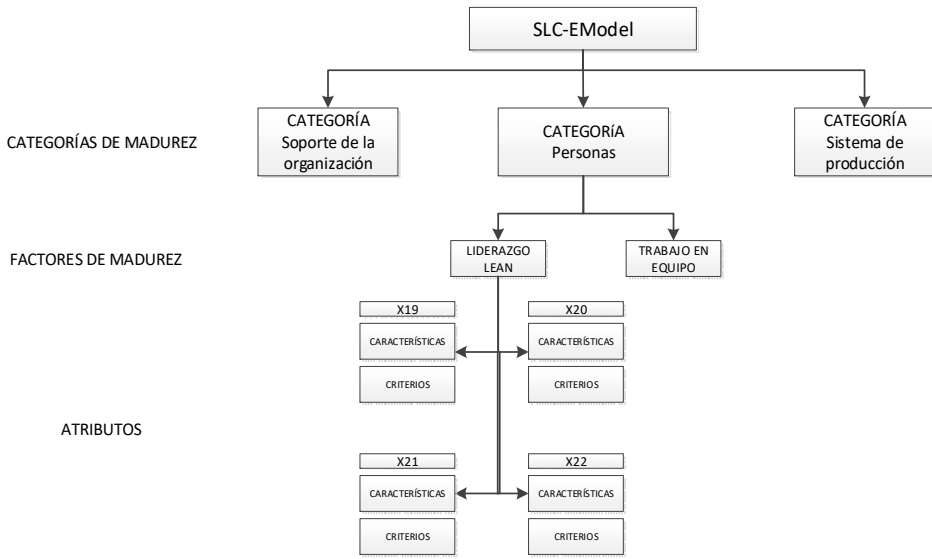 SLC-EModel
CATEGORÍAS DE MADUREZ
CATEGORÍA
Soporte de la
organización
CATEGORíA
Personas
CATEGORÍA
Sistema de
producción
FACTORES DE MADUREZ
LIDERAZGO
LEAN
TRABAJO EN
EQUIPO
ATRIBUTOS
X19
CARACTERÍSTICAS
CRITERIOS
X20
CARACTERÍSTICAS
CRITERIOS
X21
CARACTERÍSTICAS
CRITERIOS
X22
CARACTERÍSTICAS
CRITERIOS